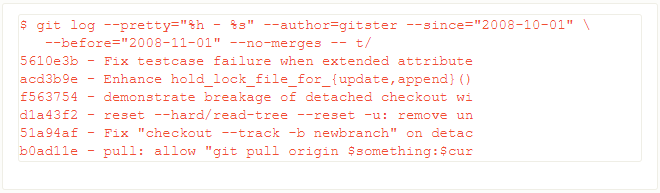 $ git log --pretty="%h - %s" --author=gitster --since="2008-10-01" \
--before="2008-11-01" --no-merges -- t/
5610e3b - Fix testcase failure when extended attribute
acd3b9e - Enhance hold_lock_file_for_{update,append}()
f563754 - demonstrate breakage of detached checkout wi
d1a43f2 - reset --hard/read-tree --reset -u: remove un
51a94af - Fix "checkout --track -b newbranch" on detac
b0ad11e - pull: allow "git pull origin $something:$cur